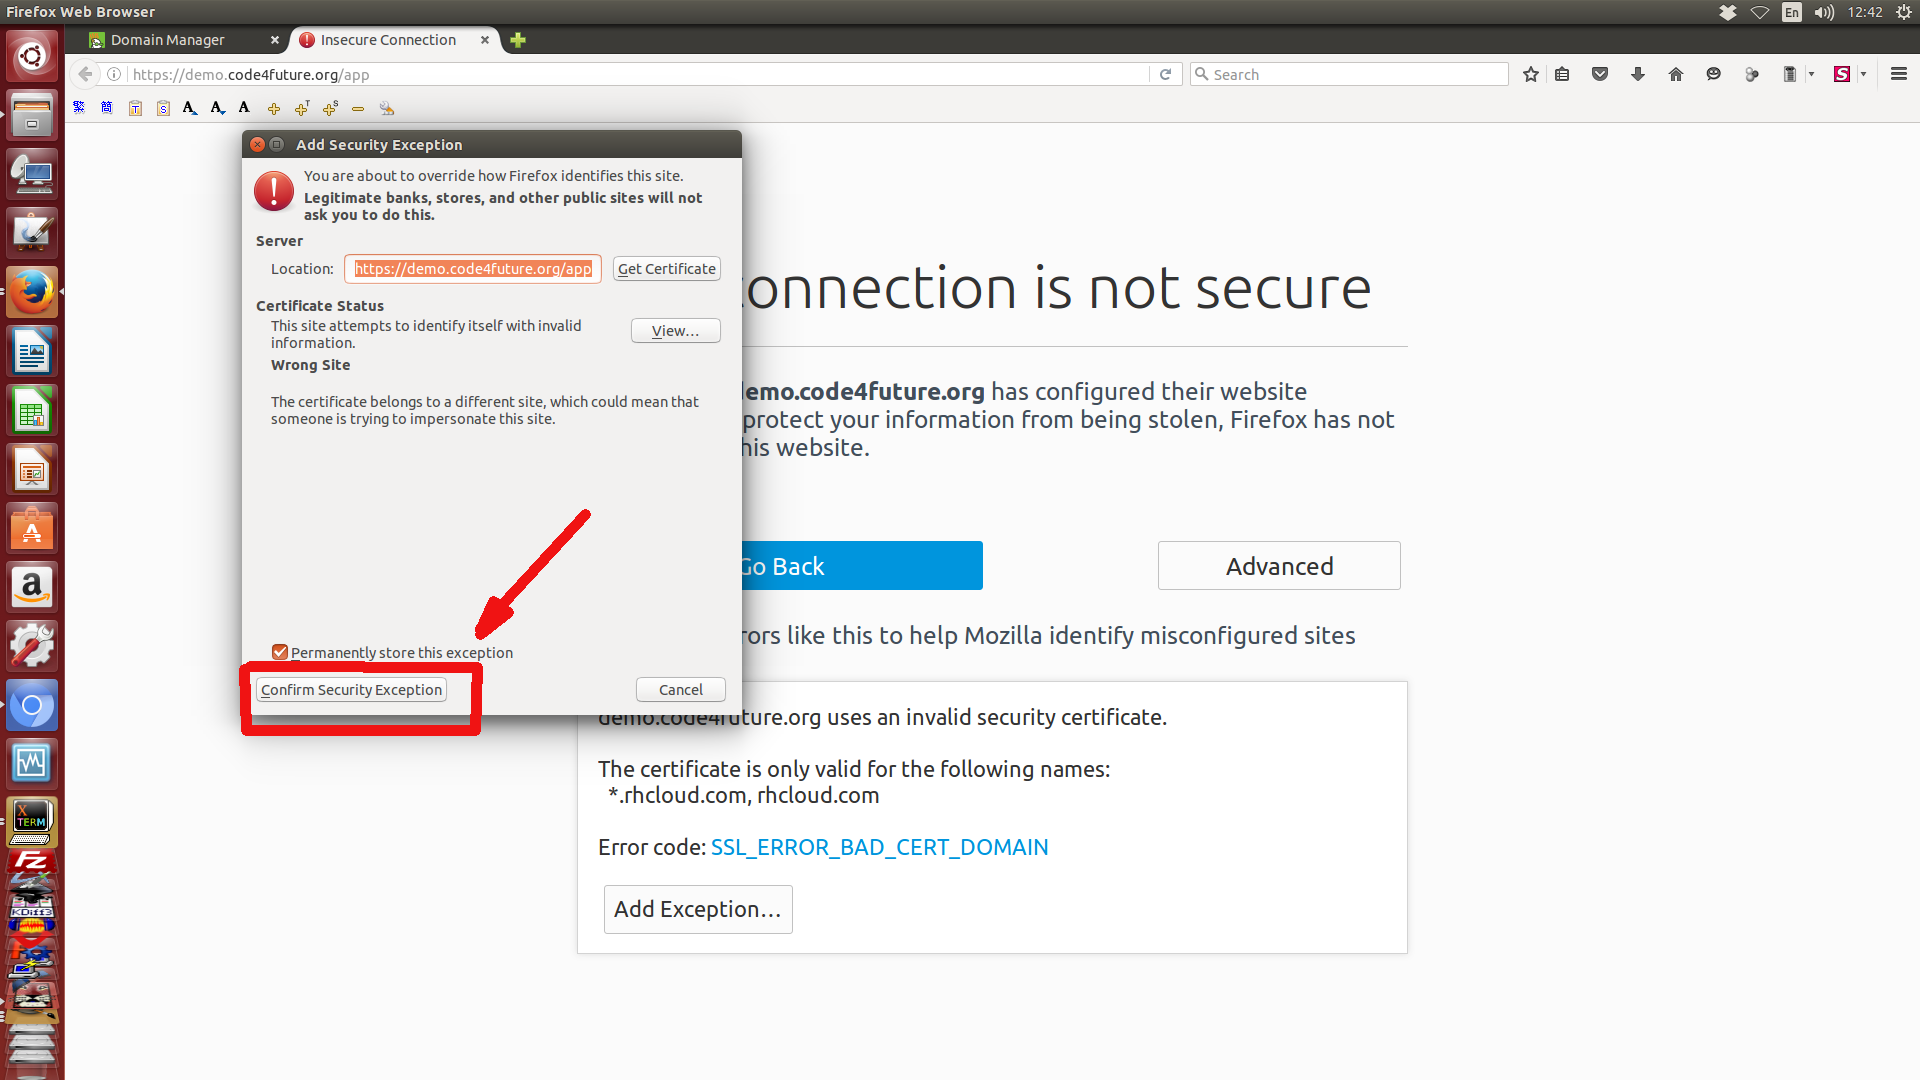 Firefox Web Browser
En
12:42
Domain Manager
Insecure Connection
https://demo.code4future.org/app
Search
S
繁
簡
T
S
A
A
A
T
S
Add Security Exception
You are about to override how Firefox identifies this site.
Legitimate banks, stores, and other public sites will not
ask you to do this.
Server
Location:
https://demo.code4future.org/app
Get Certificate
Certificate Status
This site attempts to identify itself with invalid
information.
View…
Wrong Site
The certificate belongs to a different site, which could mean that
someone is trying to impersonate this site.
Permanently store this exception
Confirm Security Exception
Cancel
onnection is not secure
demo.code4future.org has configured their website
protect your information from being stolen, Firefox has not
his website.
Go Back
Advanced
rors like this to help Mozilla identify misconfigured sites
demo.code4future.org uses an invalid security certificate.
The certificate is only valid for the following names:
*.rhcloud.com, rhcloud.com
Error code: SSL_ERROR_BAD_CERT_DOMAIN
Add Exception…
A
a
X
TERM
Fz
KDiff3